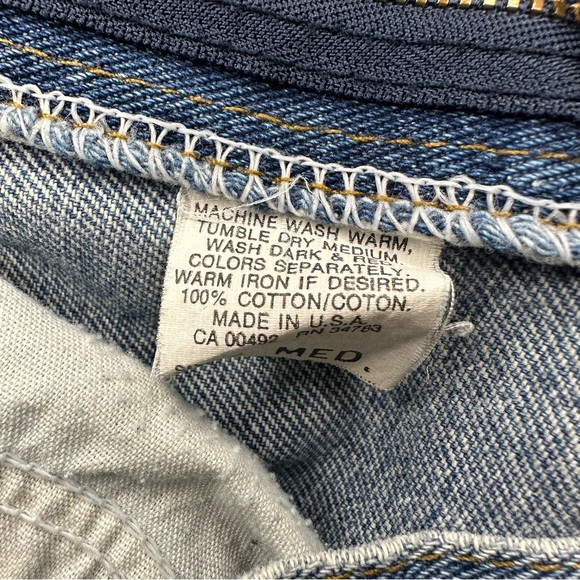 MACHINE WASH WARM,
TUMBLE DRY MEDIUM.
WASH DARK & RED
COLORS SEPARATELY.
WARM IRON IF DESIRED.
100% COTTON/COTON.
MADE IN U.S.A.
CA 00492 RN 34783
MED.